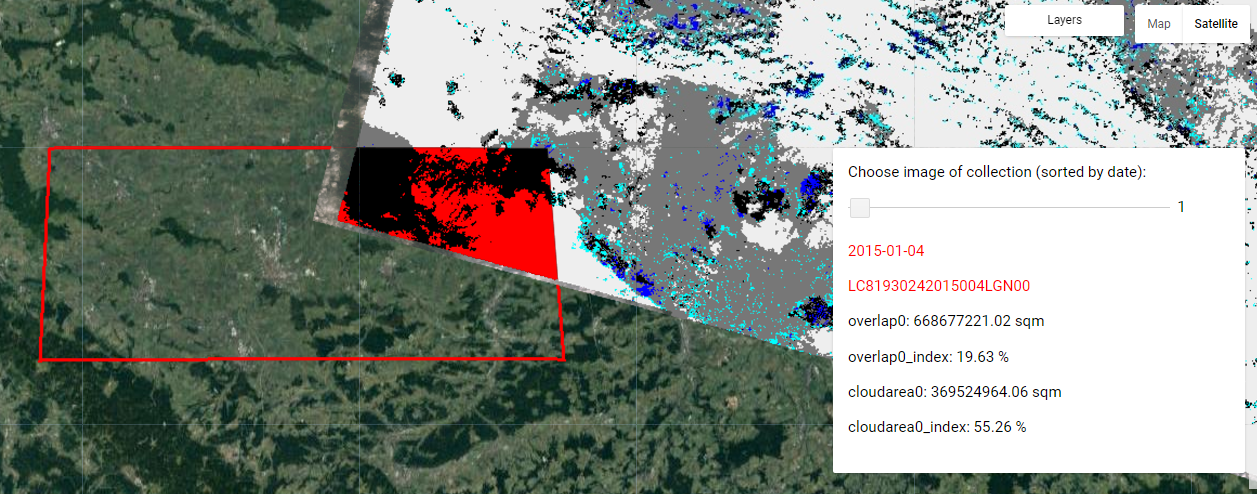 Layers
Map Satellite
Choose image of collection (sorted by date):
1
2015-01-04
LC81930242015004LGN00
overlap0: 668677221.02 sqm
overlap0_index: 19.63 %
cloudarea0: 369524964.06 sqm
cloudarea0_index: 55.26 %